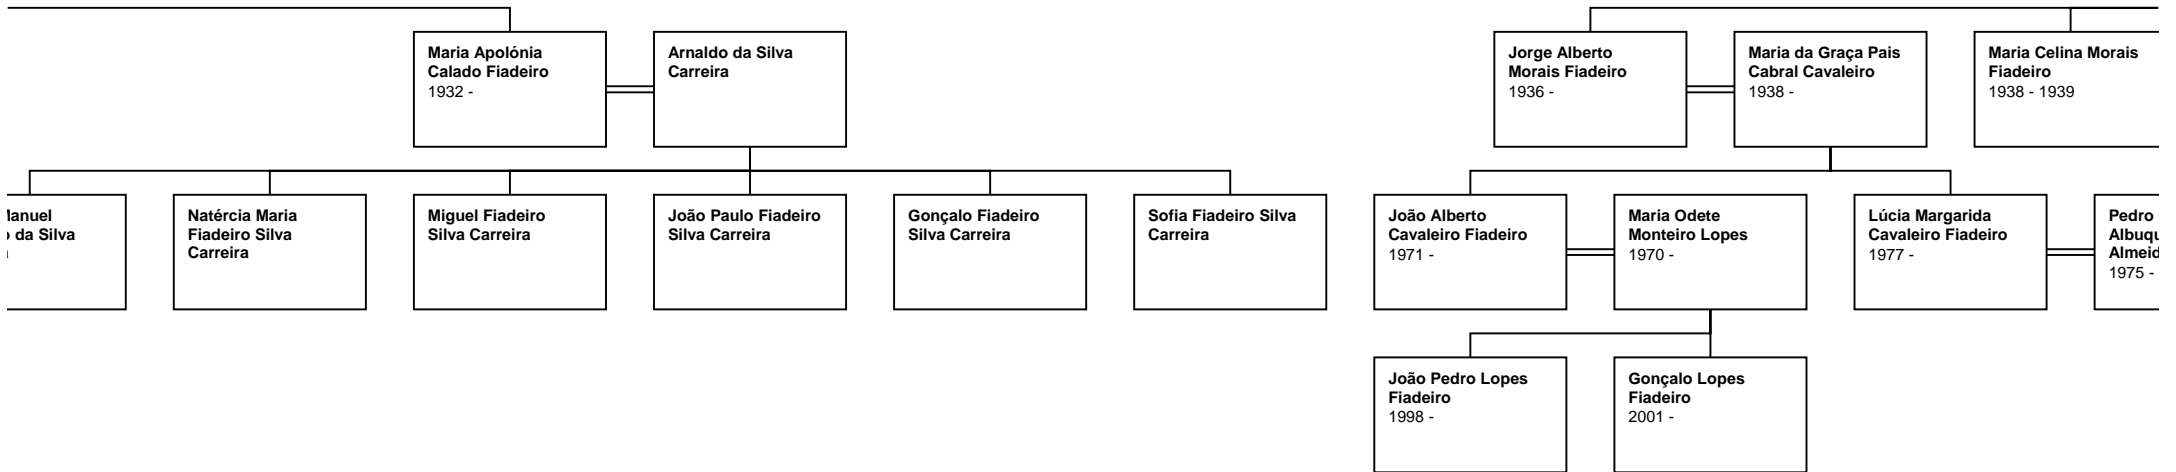 Maria Apolónia
Calado Fiadeiro
1932 -
Arnaldo da Silva
Carreira
Jorge Alberto
Morais Fiadeiro
1936 -
Maria da Graça Pais
Cabral Cavaleiro
1938 -
Maria Celina Morais
Fiadeiro
1938 - 1939
da Silva
Natércia Maria
Fiadeiro Silva
Carreira
Miguel Fiadeiro
Silva Carreira
João Paulo Fiadeiro
Silva Carreira
Gonçalo Fiadeiro
Silva Carreira
Sofia Fiadeiro Silva
Carreira
João Alberto
Cavaleiro Fiadeiro
1971 -
Maria Odete
Monteiro Lopes
1970 -
Lúcia Margarida
Cavaleiro Fiadeiro
1977 -
Pedro
1975 -
João Pedro Lopes
Fiadeiro
1998 -
Gonçalo Lopes
Fiadeiro
2001 -